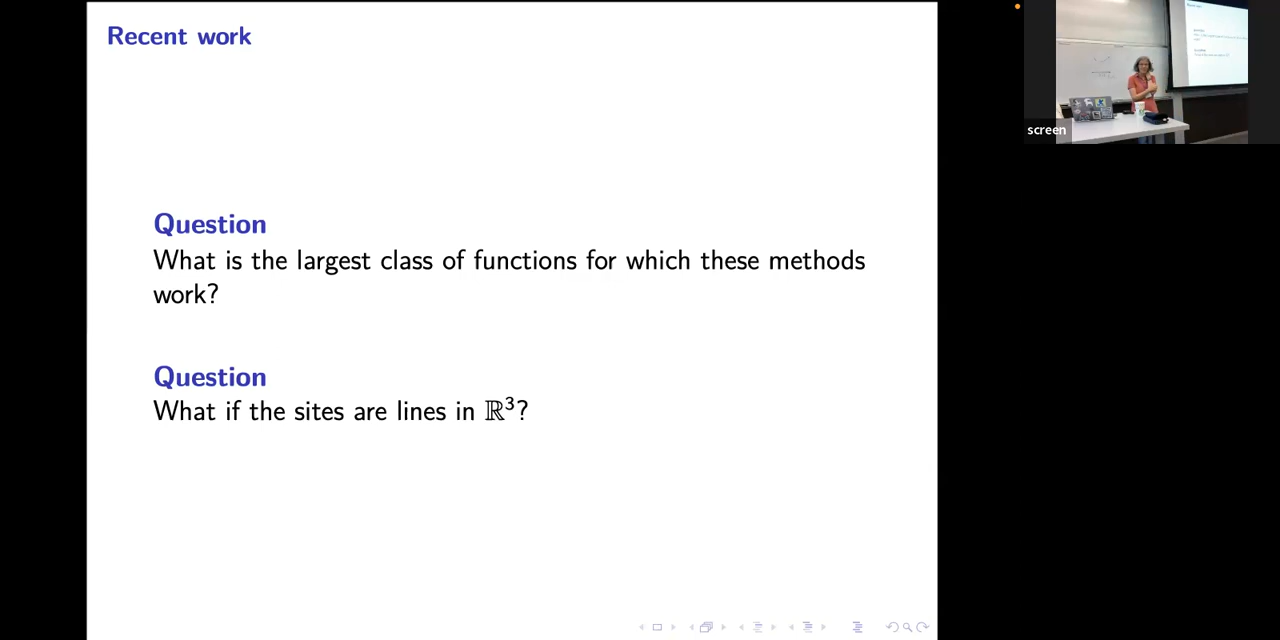 Recent work
Question
What is the largest class of functions for which these methods
work?
Question
What if the sites are lines in ℝ³?
screen